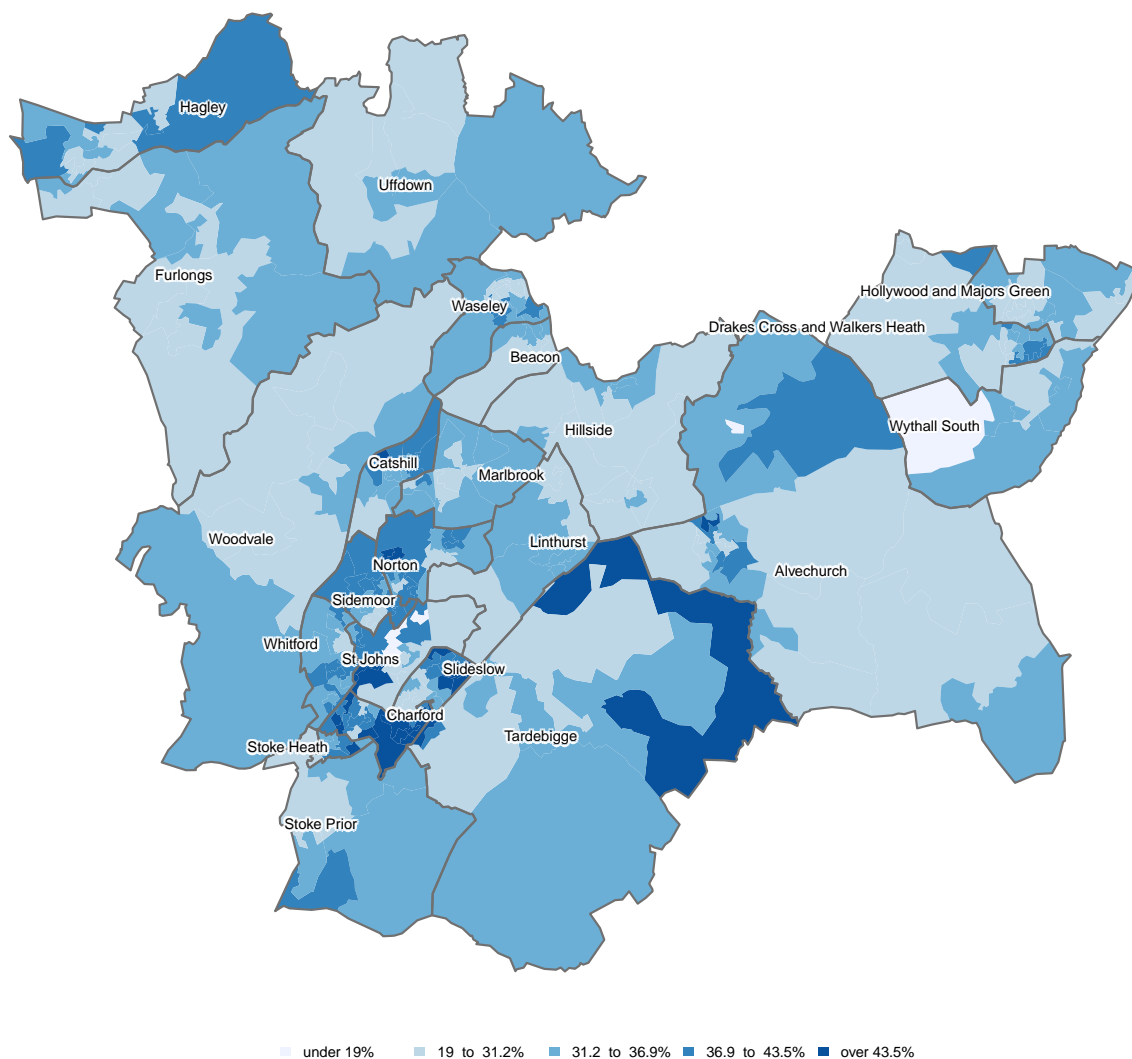 Hagley
Uffdown
Furlongs
Waseley
Hollywood and Majors Green
Drakes Cross and Walkers Heath
Beacon
Hillside
Wythall South
Catshill
Marlbrook
Woodvale
Linthurst
Norton
Alvechurch
Sidemoor
Whitford
St Johns
Slideslow
Charford
Tardebigge
Stoke Heath
Stoke Prior
under 19% 19 to 31.2% 31.2 to 36.9% 36.9 to 43.5% over 43.5%